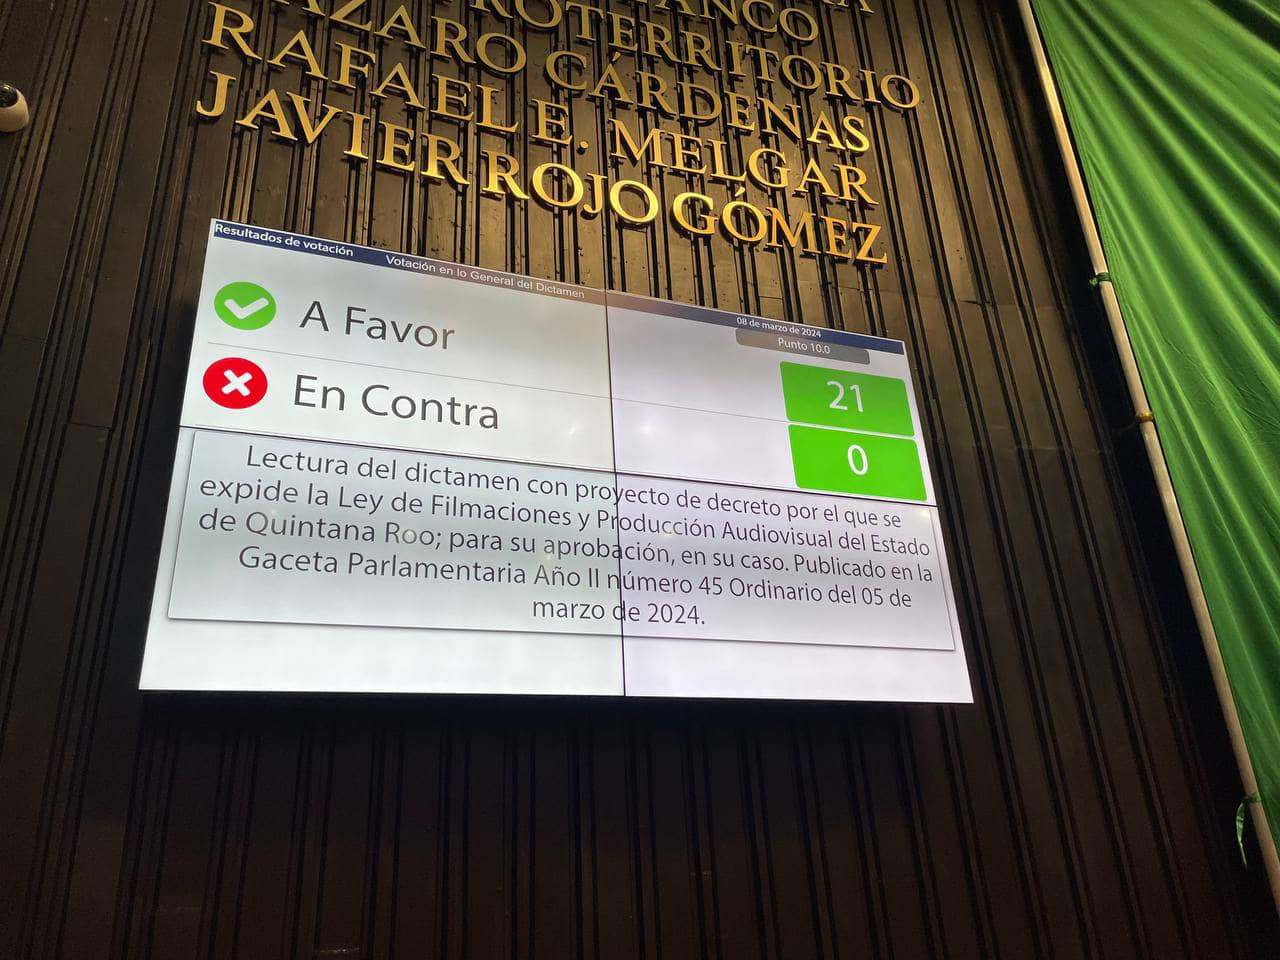 ANCO
PROTERRITORIO
LÁZARO CÁRDENAS
RAFAEL E. MELGAR
JAVIER ROJO GÓMEZ
Resultados de votación Votación en lo General del Dictamen
08 de marzo de 2024
Punto 10.0
A Favor 21
En Contra 0
Lectura del dictamen con proyecto de decreto por el que se
expide la Ley de Filmaciones y Producción Audiovisual del Estado
de Quintana Roo; para su aprobación, en su caso. Publicado en la
Gaceta Parlamentaria Año II número 45 Ordinario del 05 de
marzo de 2024.